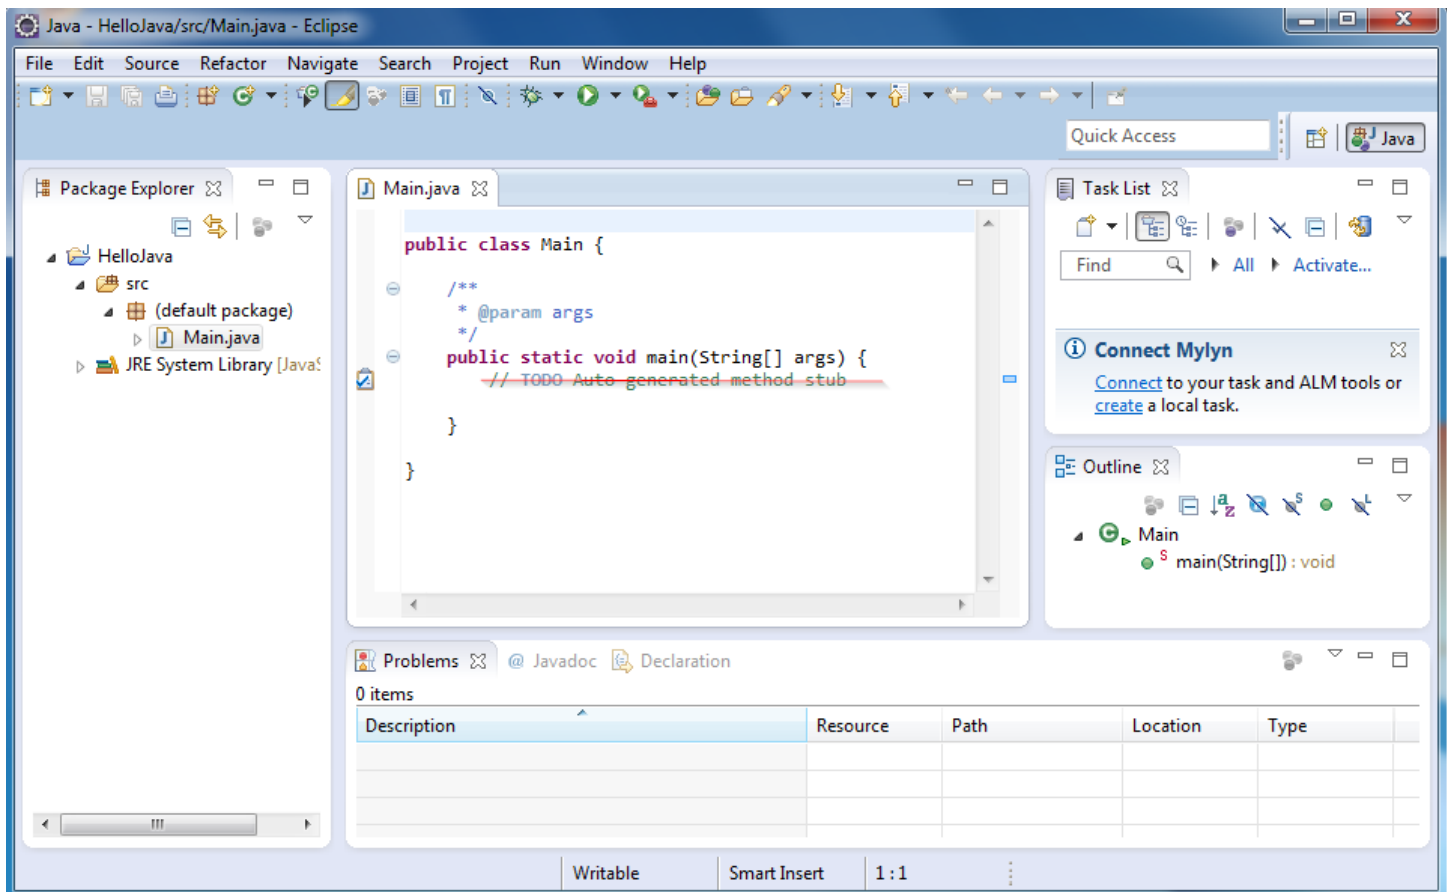 Java - HelloJava/src/Main.java - Eclipse
File Edit Source Refactor Navigate Search Project Run Window Help
Quick Access
Java
Package Explorer
HelloJava
src
(default package)
Main.java
JRE System Library [JavaS
Main.java
public class Main {
/**
* @param args
*/
public static void main(String[] args) {
// TODO Auto-generated method stub
}
}
Task List
Find All Activate...
Connect Mylyn
Connect to your task and ALM tools or
create a local task.
Outline
Main
main(String[]) : void
Problems @ Javadoc Declaration
0 items
Description Resource Path Location Type
Writable Smart Insert 1 : 1